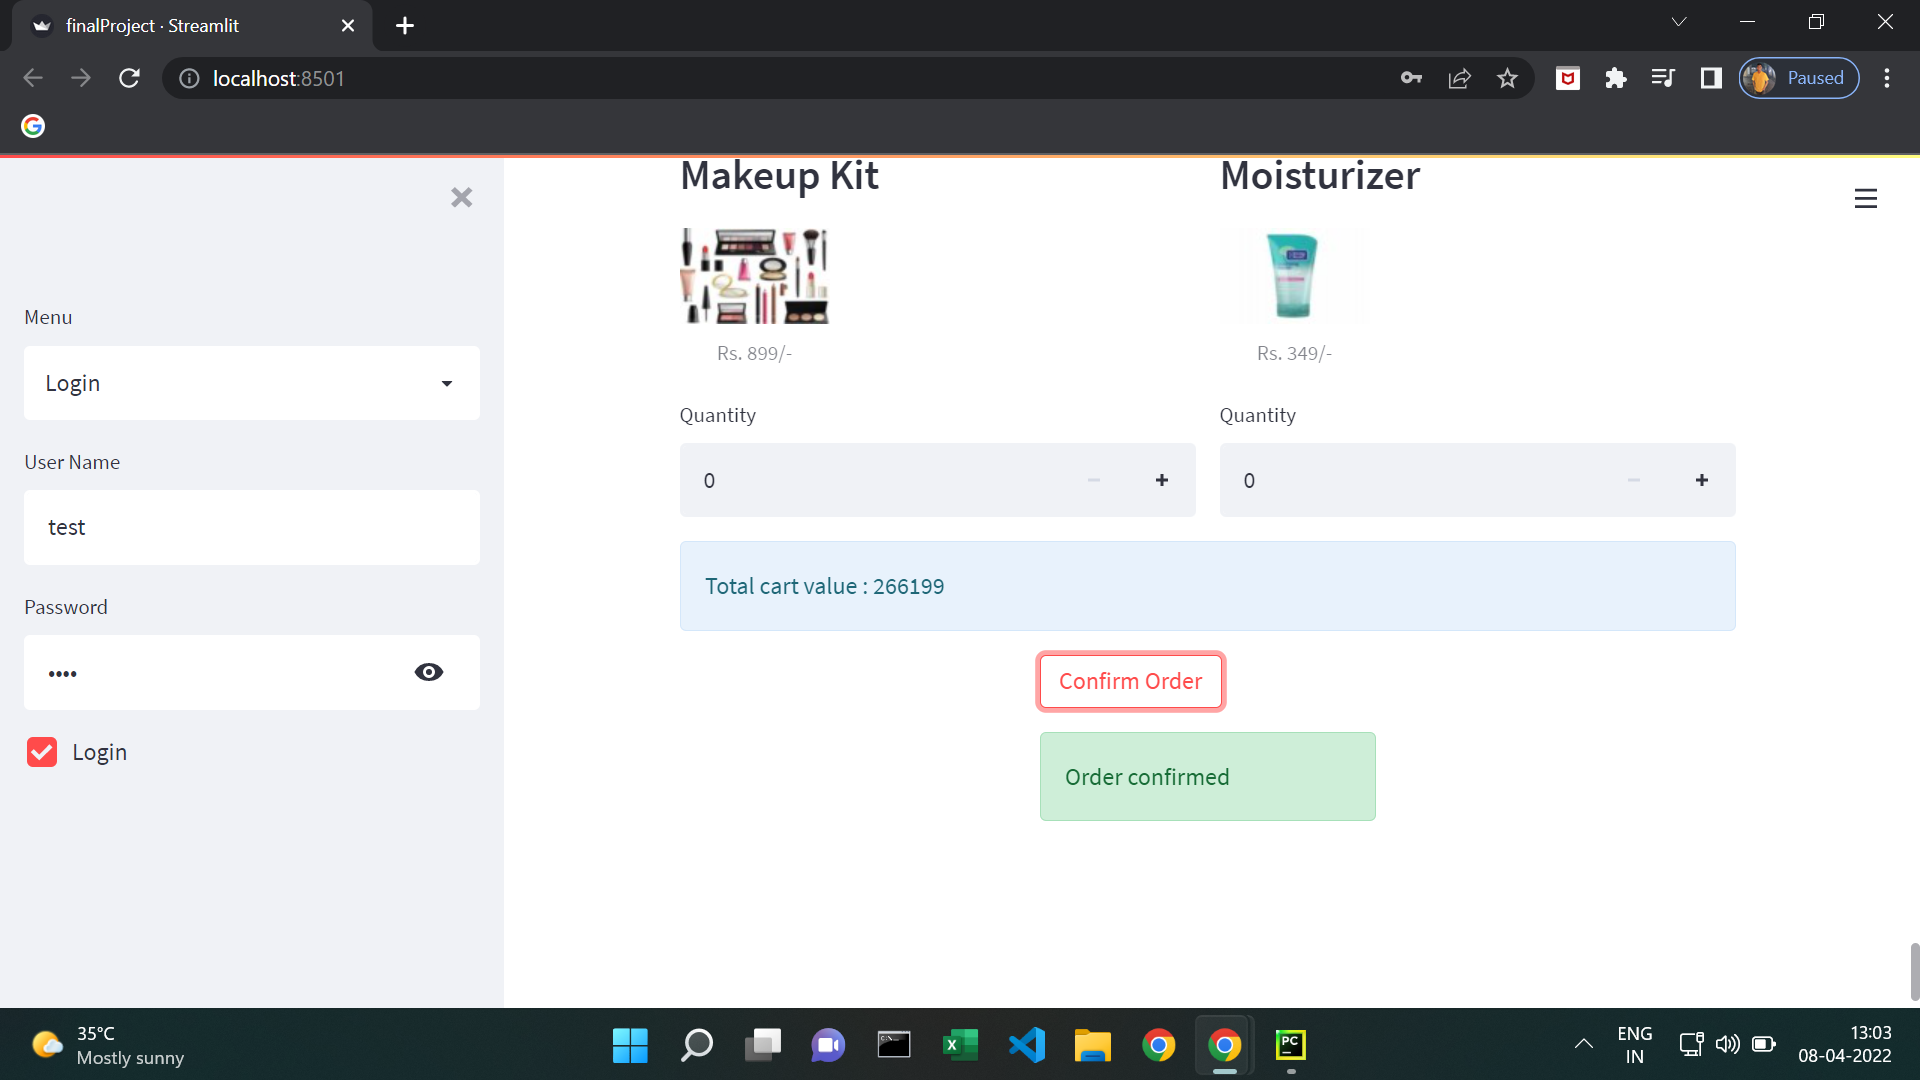 finalProject · Streamlit
localhost:8501
Paused
Menu
Login
User Name
test
Password
••••
Login
Makeup Kit
Moisturizer
Rs. 899/-
Rs. 349/-
Quantity
Quantity
0
0
Total cart value : 266199
Confirm Order
Order confirmed
35°C
Mostly sunny
PC
ENG
IN
13:03
08-04-2022